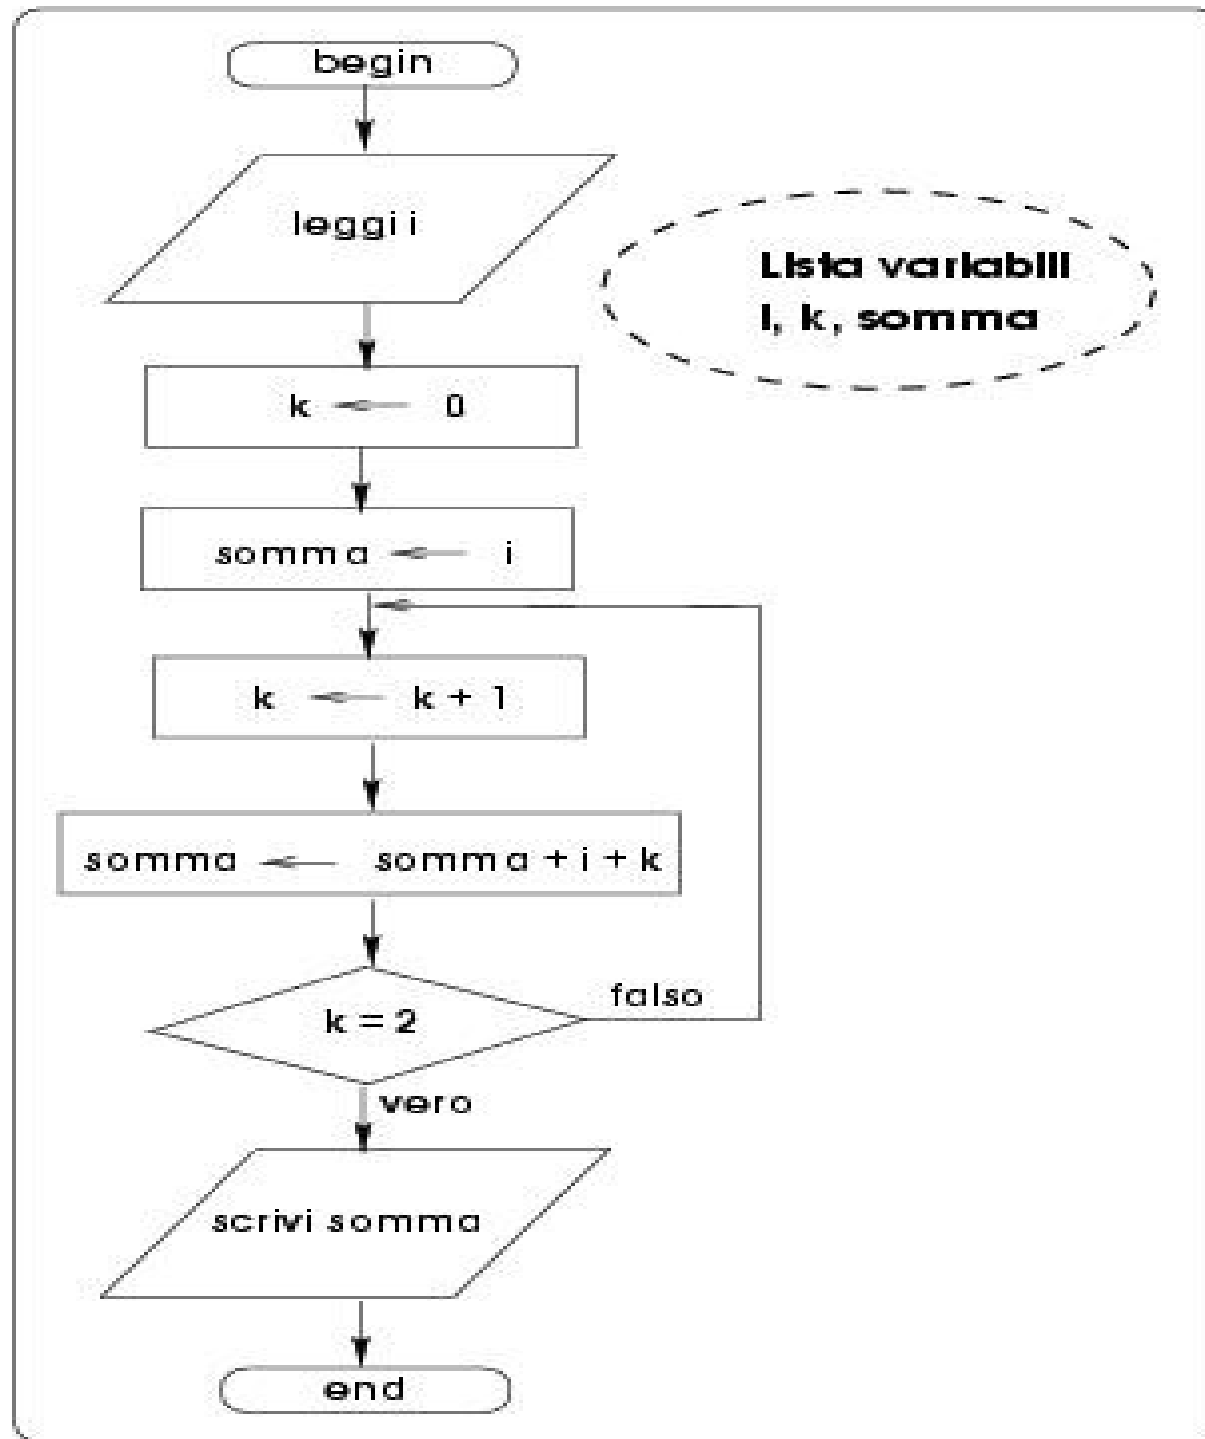 begin
leggi i
Lista variabili
i, k, somma
k ← 0
somma ← i
k ← k + 1
somma ← somma + i + k
k = 2
falso
vero
scrivi somma
end